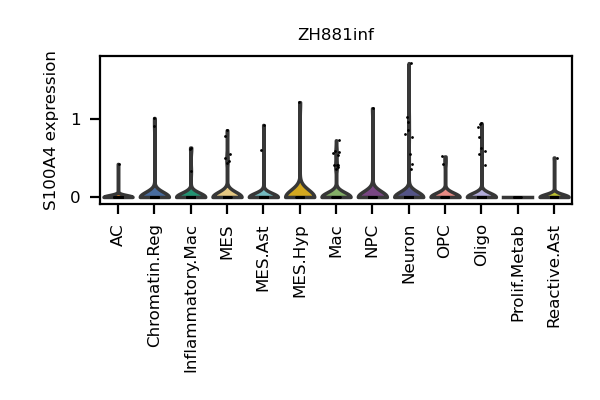 ZH881inf
S100A4 expression
1
0
AC
Chromatin.Reg
Inflammatory.Mac
MES
MES.Ast
MES.Hyp
Mac
NPC
Neuron
OPC
Oligo
Prolif.Metab
Reactive.Ast